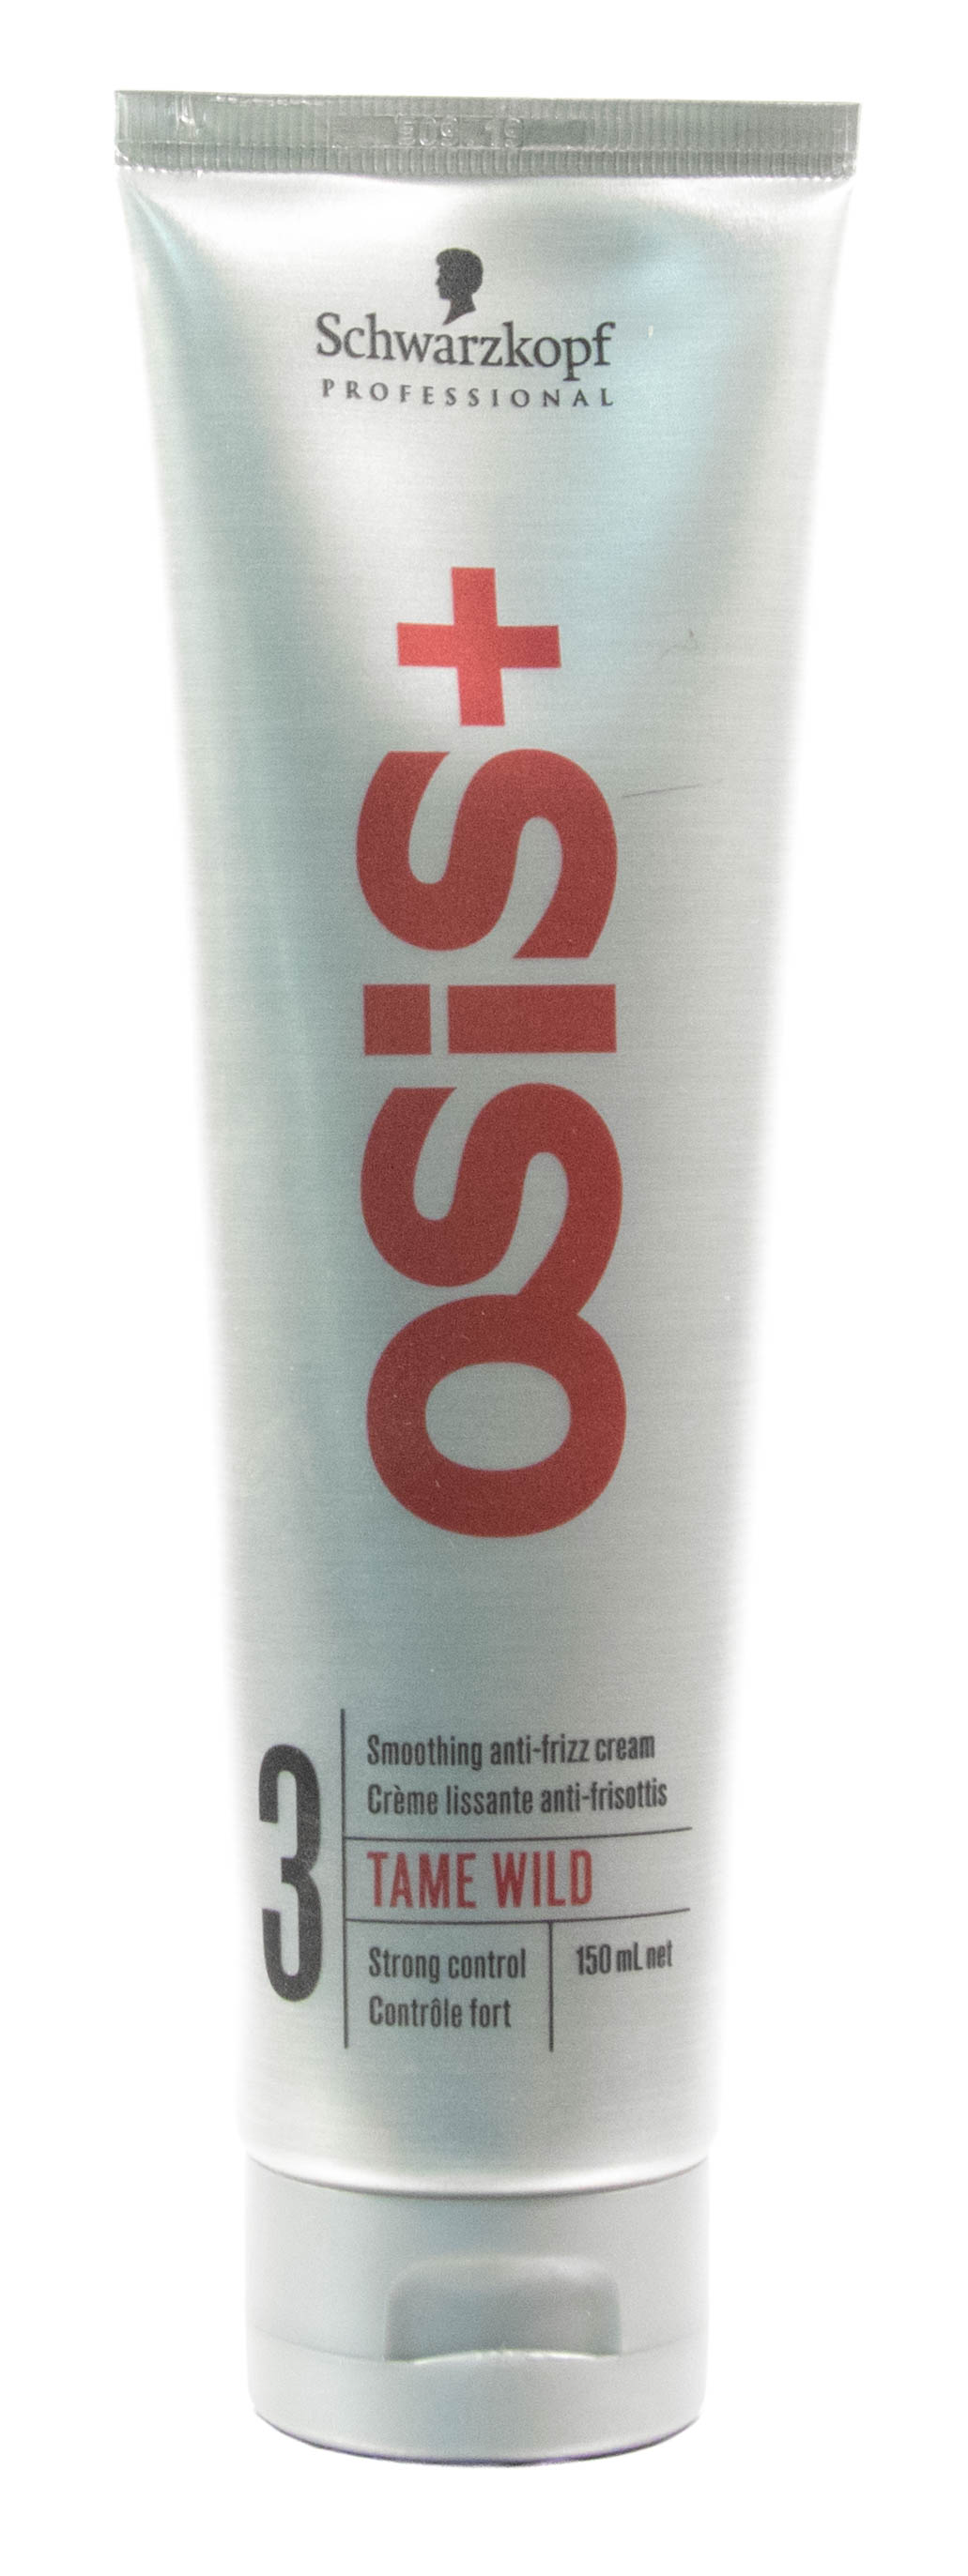 Schwarzkopf
PROFESSIONAL
OSiS+
3
Smoothing anti-frizz cream
Crème lissante anti-frisottis
TAME WILD
Strong control
Contrôle fort
150 mL net